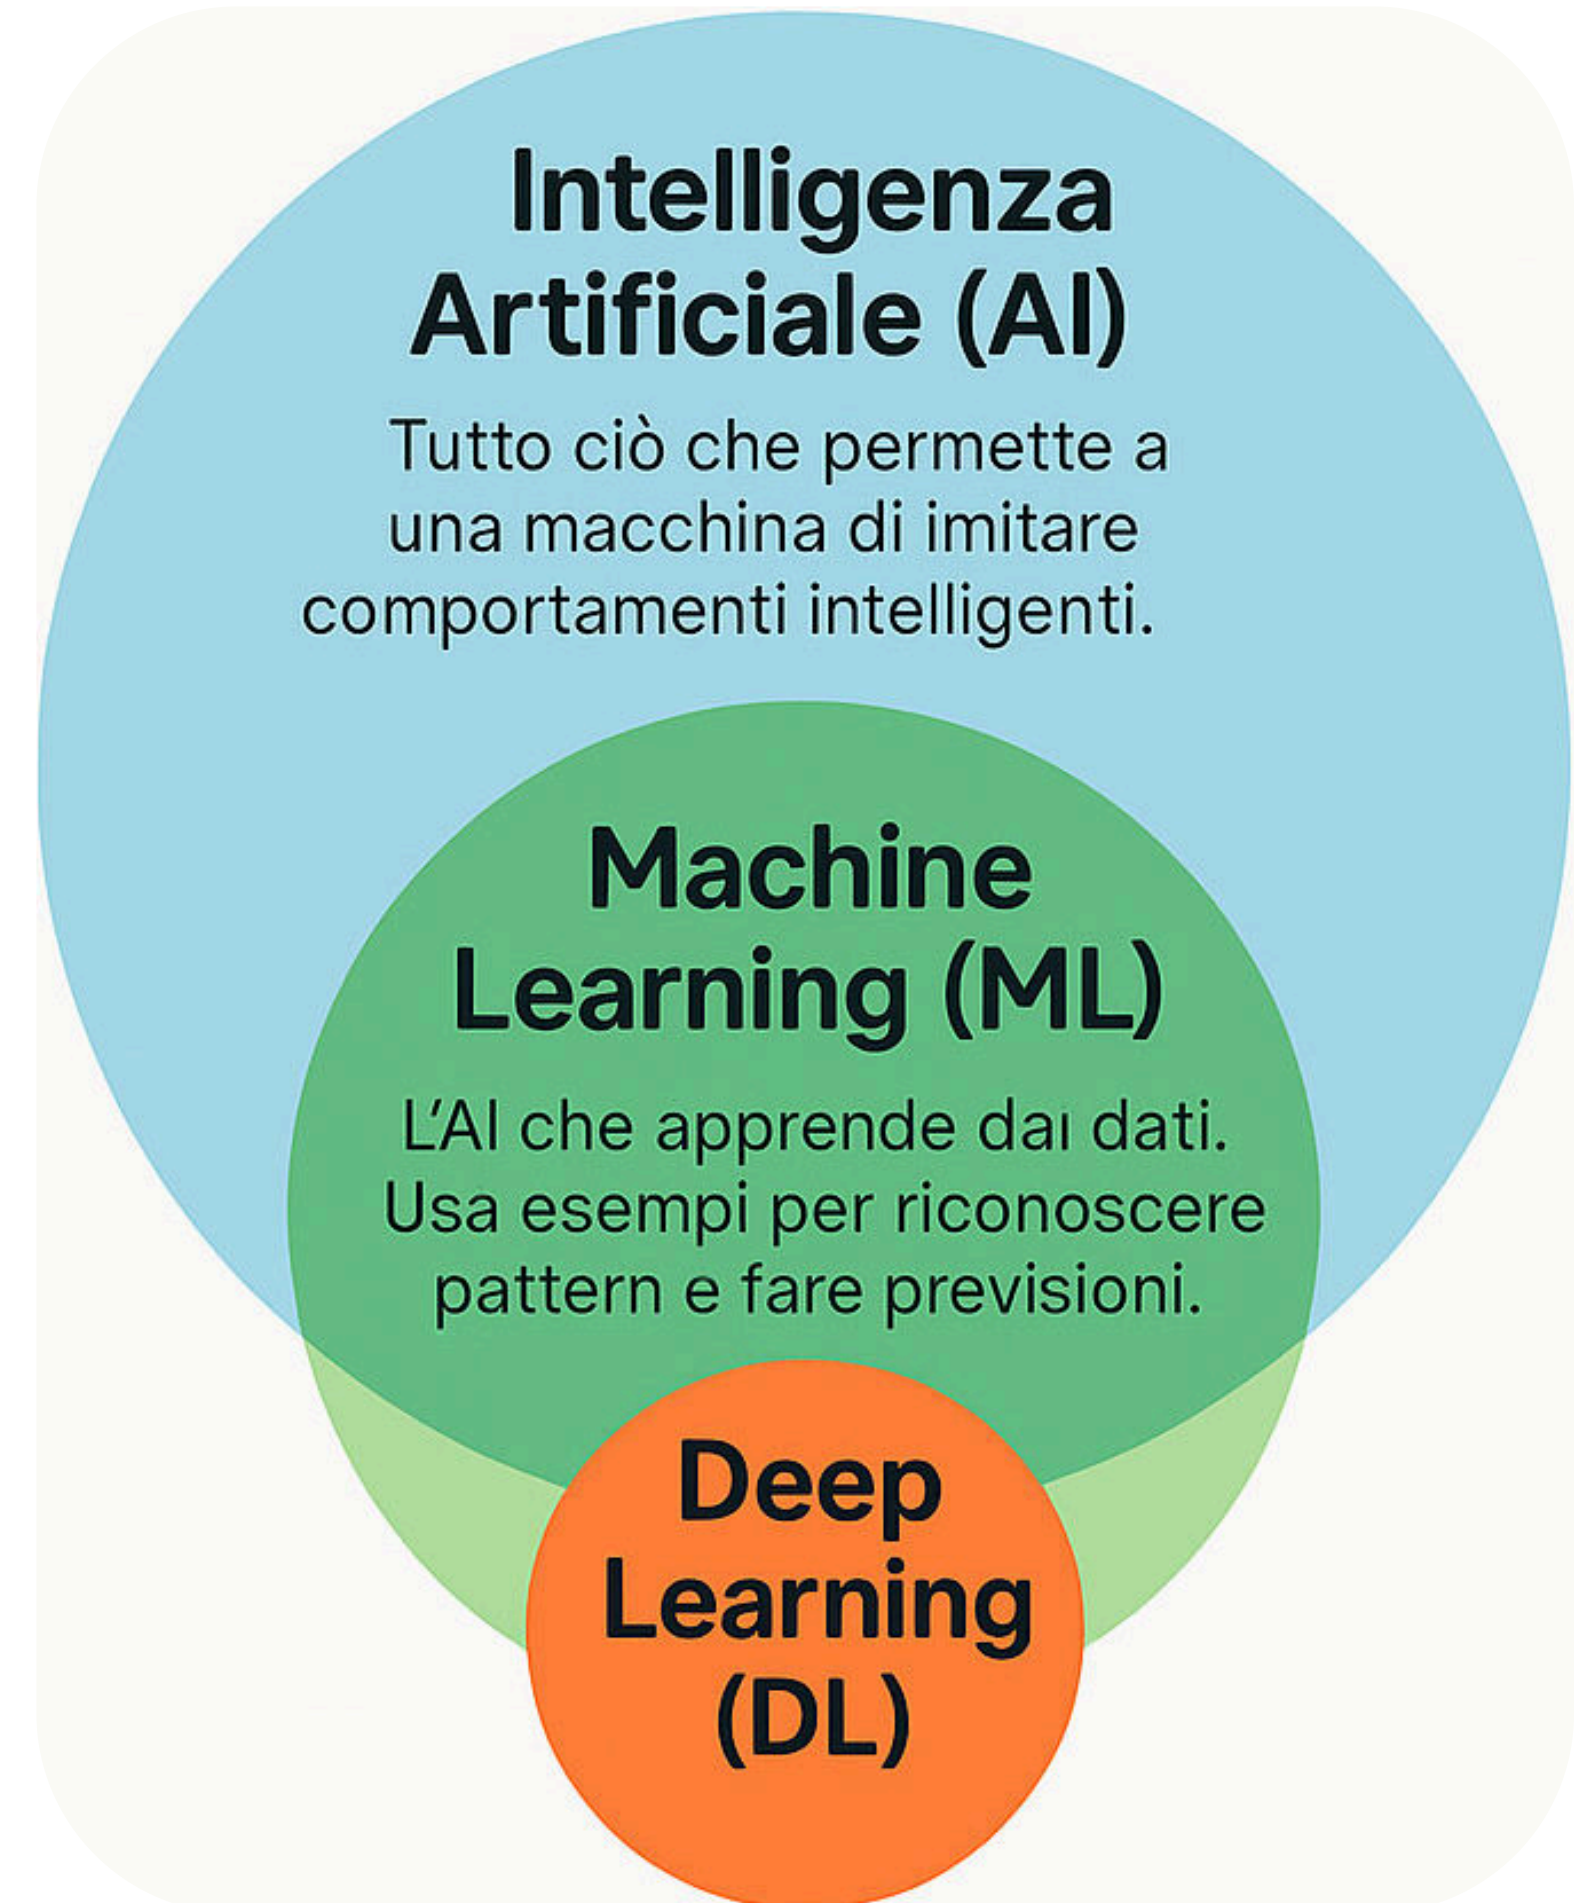 Intelligenza
Artificiale (AI)
Tutto ciò che permette a
una macchina di imitare
comportamenti intelligenti.
Machine
Learning (ML)
L'AI che apprende daı dati.
Usa esempi per riconoscere
pattern e fare previsioni.
Deep
Learning
(DL)